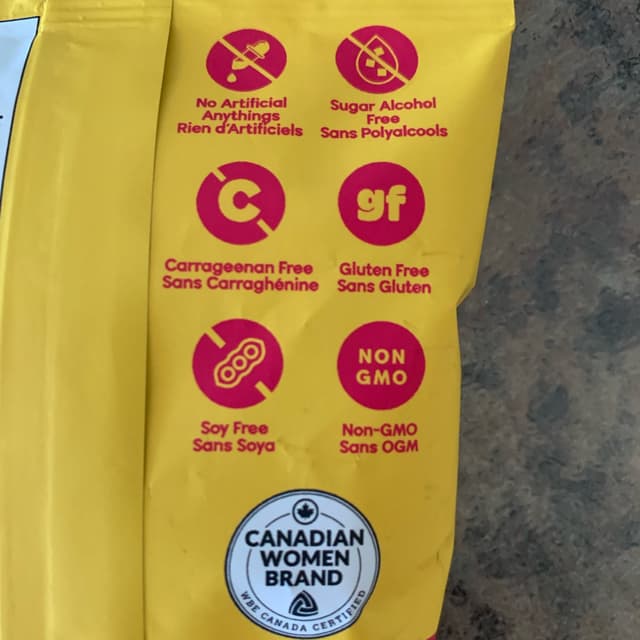 No Artificial
Anythings
Rien d'Artificiels
Sugar Alcohol
Free
Sans Polyalcools
C
Carrageenan Free
Sans Carraghénine
gf
Gluten Free
Sans Gluten
Soy Free
Sans Soya
NON
GMO
Non-GMO
Sans OGM
CANADIAN
WOMEN
BRAND
WBE CANADA CERTIFIED